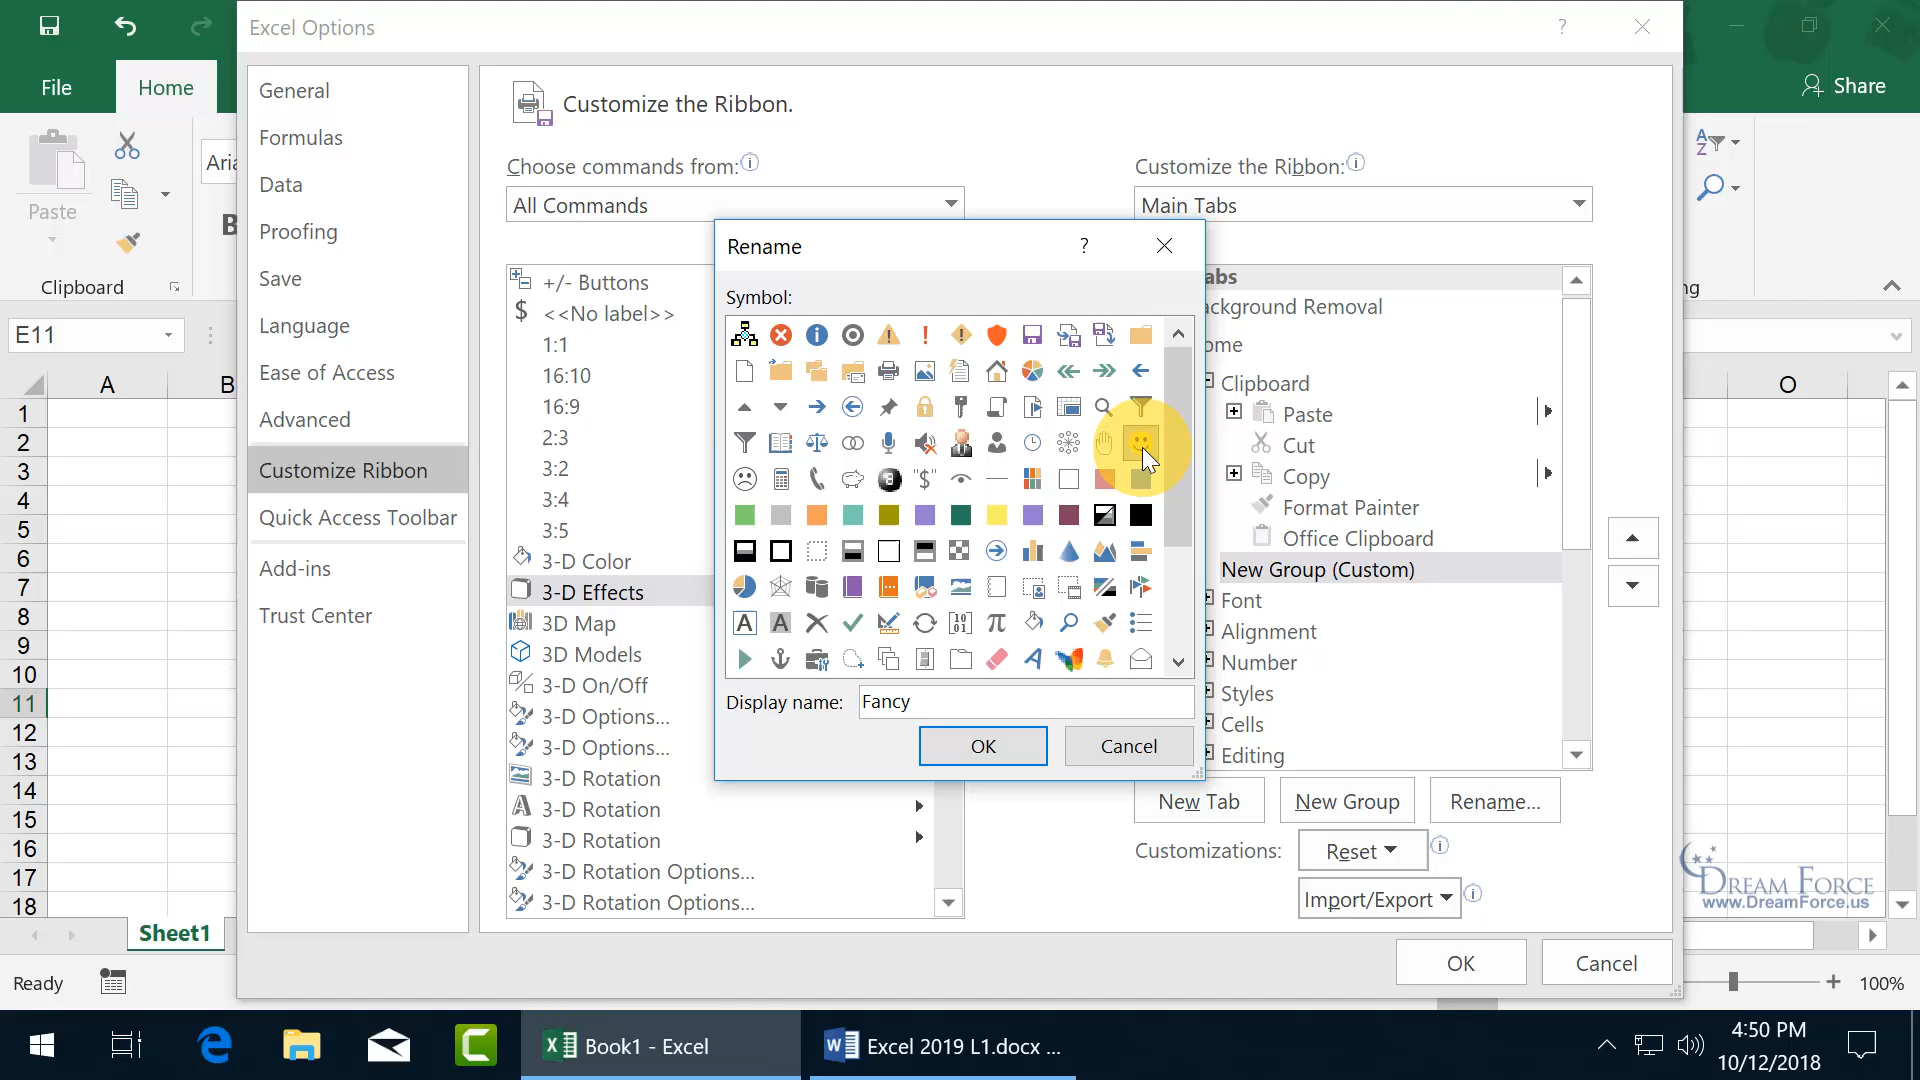 Excel Options
?
File
Home
Share
General
Formulas
Data
Proofing
Save
Language
Ease of Access
Advanced
Customize Ribbon
Quick Access Toolbar
Add-ins
Trust Center
Paste
Clipboard
Aria
B
E11
Customize the Ribbon.
Choose commands from:
All Commands
Customize the Ribbon:
Main Tabs
+/- Buttons
<<No label>>
1:1
16:10
16:9
2:3
3:2
3:4
3:5
3-D Color
3-D Effects
3D Map
3D Models
3-D On/Off
3-D Options...
3-D Options...
3-D Rotation
3-D Rotation
3-D Rotation
3-D Rotation Options...
3-D Rotation Options...
Rename
?
Symbol:
Display name: Fancy
OK
Cancel
abs
ackground Removal
ome
Clipboard
Paste
Cut
Copy
Format Painter
Office Clipboard
New Group (Custom)
Font
Alignment
Number
Styles
Cells
Editing
New Tab
New Group
Rename...
Customizations:
Reset
Import/Export
OK
Cancel
ng
A
B
O
1
2
3
4
5
6
7
8
9
10
11
12
13
14
15
16
17
18
Sheet1
Ready
100%
DREAM FORCE
www.DreamForce.us
Book1 - Excel
Excel 2019 L1.docx ...
4:50 PM
10/12/2018